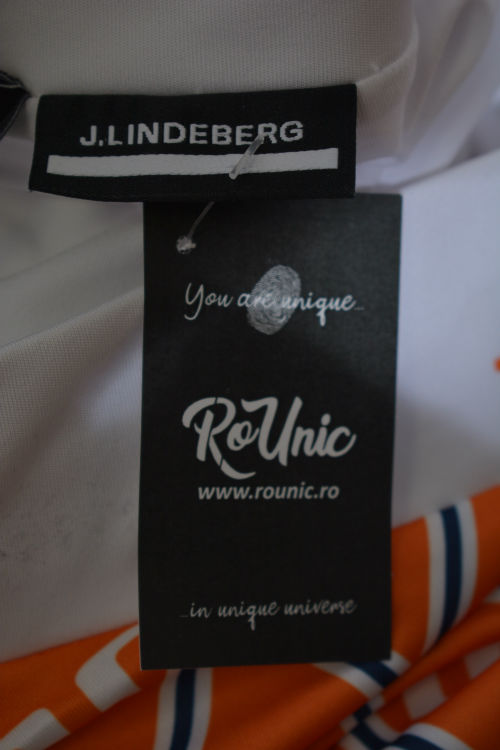 J.LINDEBERG
You are unique...
RoUnic
www.rounic.ro
...in unique universe